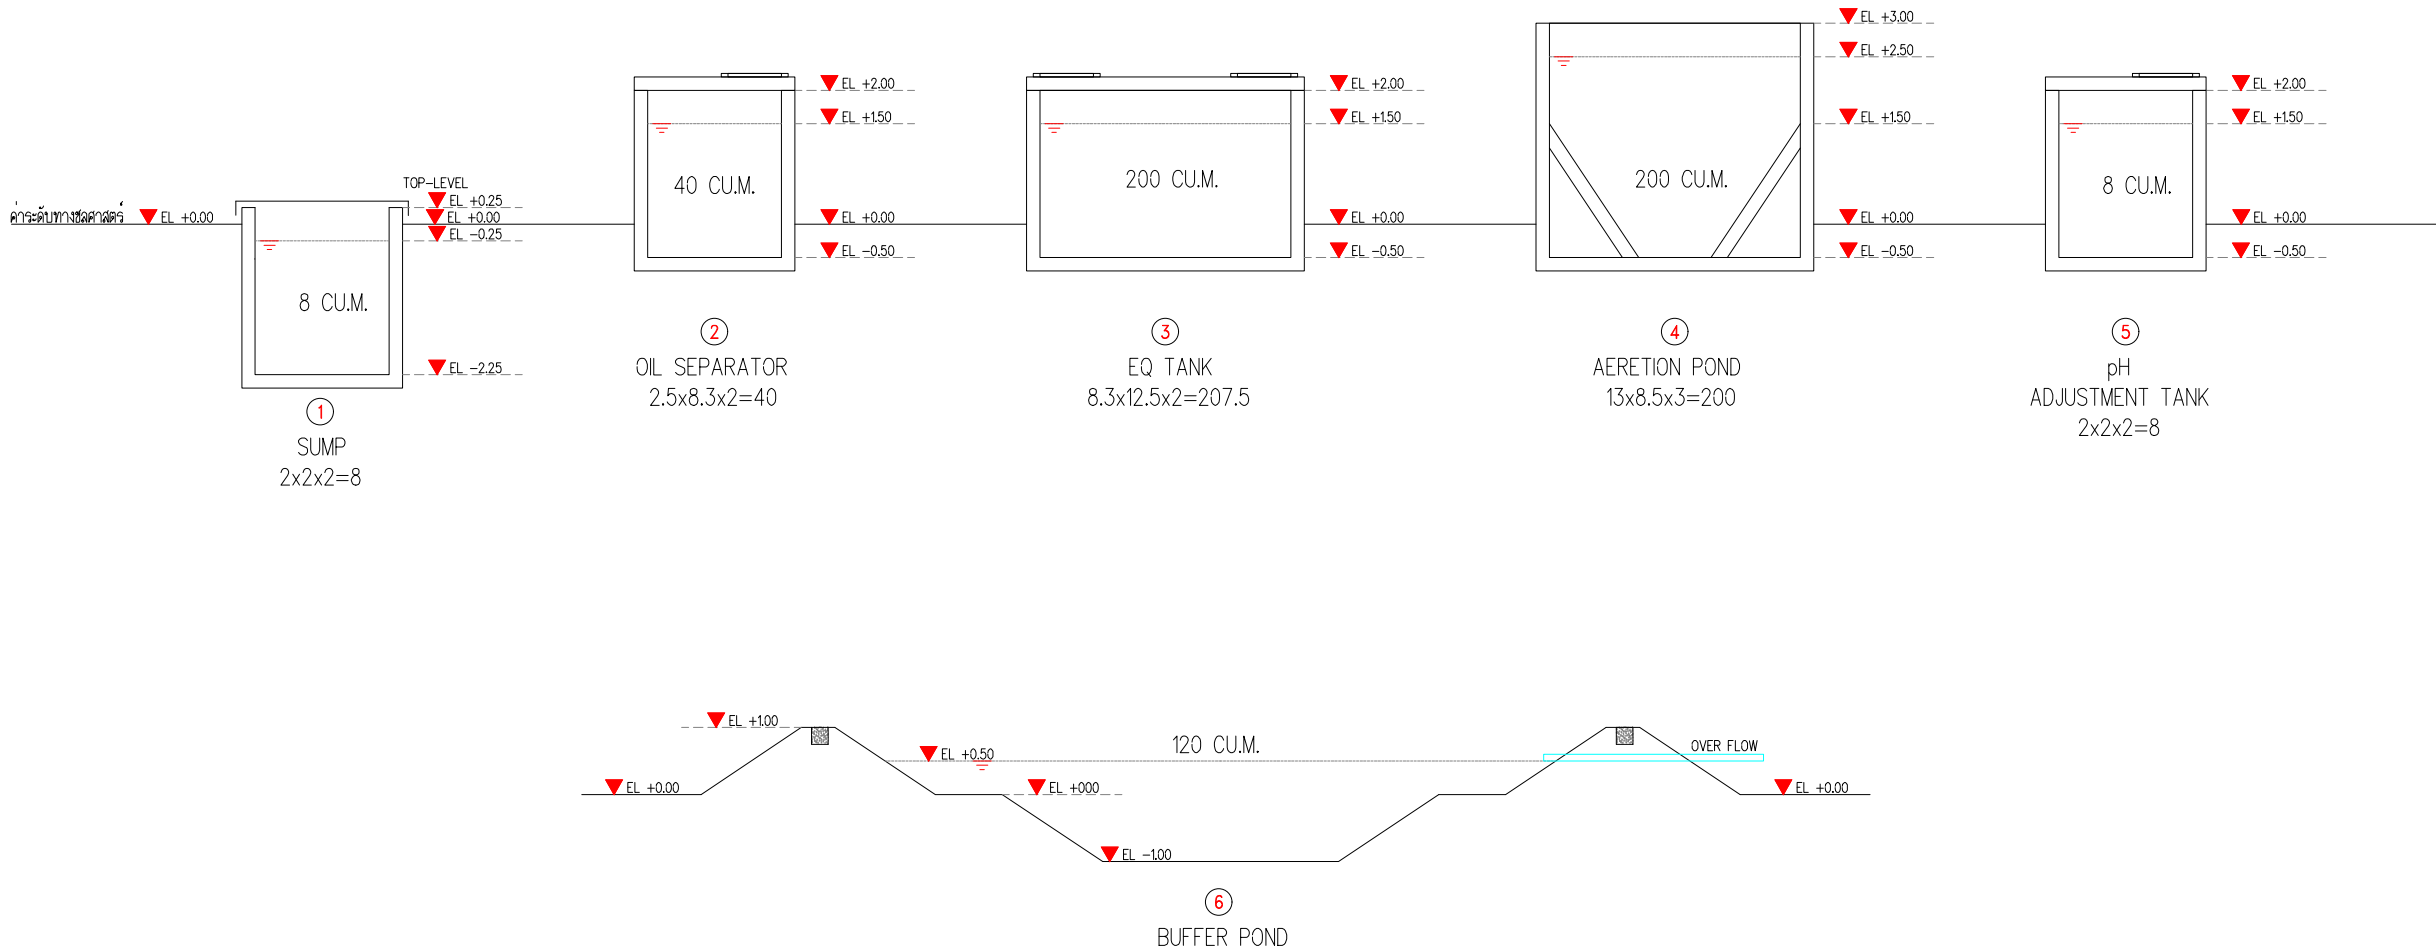 ค่าระดับทางชลศาสตร์
EL +0.00
TOP-LEVEL
EL +0.25
EL +0.00
EL -0.25
8 CU.M.
EL -2.25
1
SUMP
2x2x2=8
EL +2.00
EL +1.50
40 CU.M.
EL +0.00
EL -0.50
2
OIL SEPARATOR
2.5x8.3x2=40
EL +2.00
EL +1.50
200 CU.M.
EL +0.00
EL -0.50
3
EQ TANK
8.3x12.5x2=207.5
EL +3.00
EL +2.50
EL +1.50
200 CU.M.
EL +0.00
EL -0.50
4
AERETION POND
13x8.5x3=200
EL +2.00
EL +1.50
8 CU.M.
EL +0.00
EL -0.50
5
pH
ADJUSTMENT TANK
2x2x2=8
EL +1.00
EL +0.50
120 CU.M.
OVER FLOW
EL +0.00
EL +000
EL +0.00
EL -1.00
6
BUFFER POND